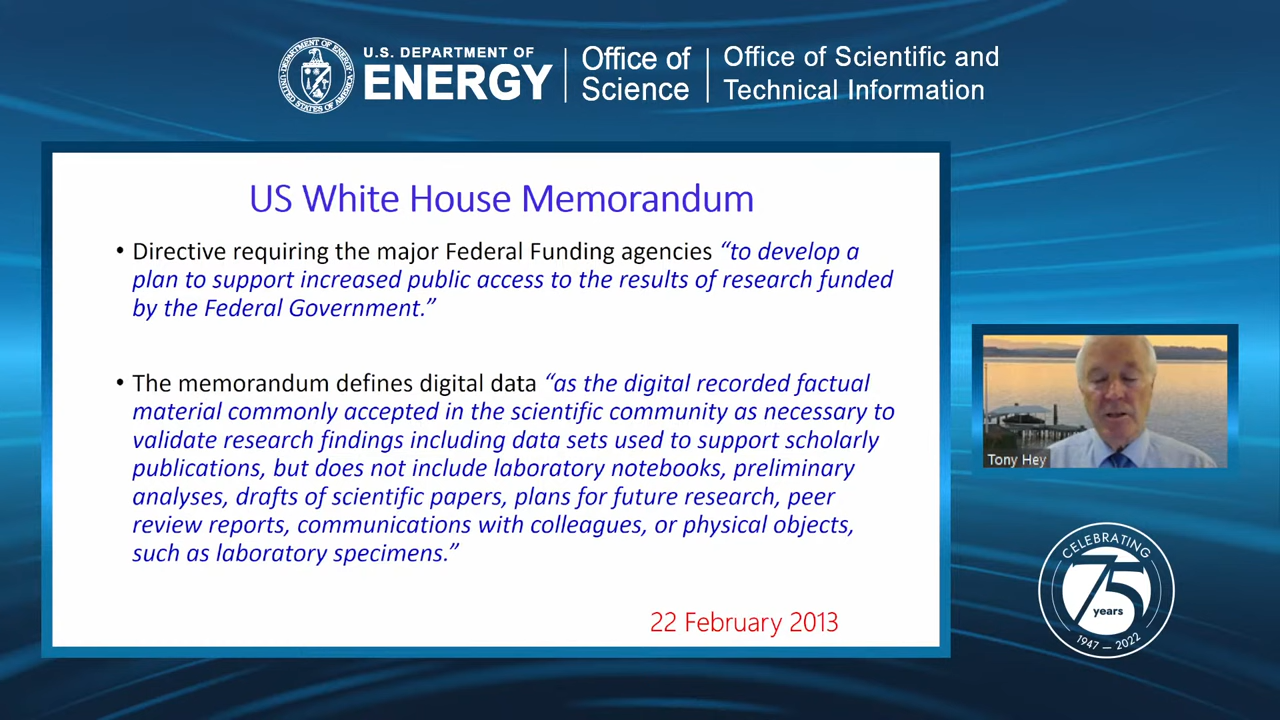 U.S. DEPARTMENT OF
ENERGY
Office of
Science
Office of Scientific and
Technical Information
US White House Memorandum
• Directive requiring the major Federal Funding agencies “to develop a
plan to support increased public access to the results of research funded
by the Federal Government.”
• The memorandum defines digital data “as the digital recorded factual
material commonly accepted in the scientific community as necessary to
validate research findings including data sets used to support scholarly
publications, but does not include laboratory notebooks, preliminary
analyses, drafts of scientific papers, plans for future research, peer
review reports, communications with colleagues, or physical objects,
such as laboratory specimens.”
22 February 2013
Tony Hey
CELEBRATING
75
years
1947 — 2022